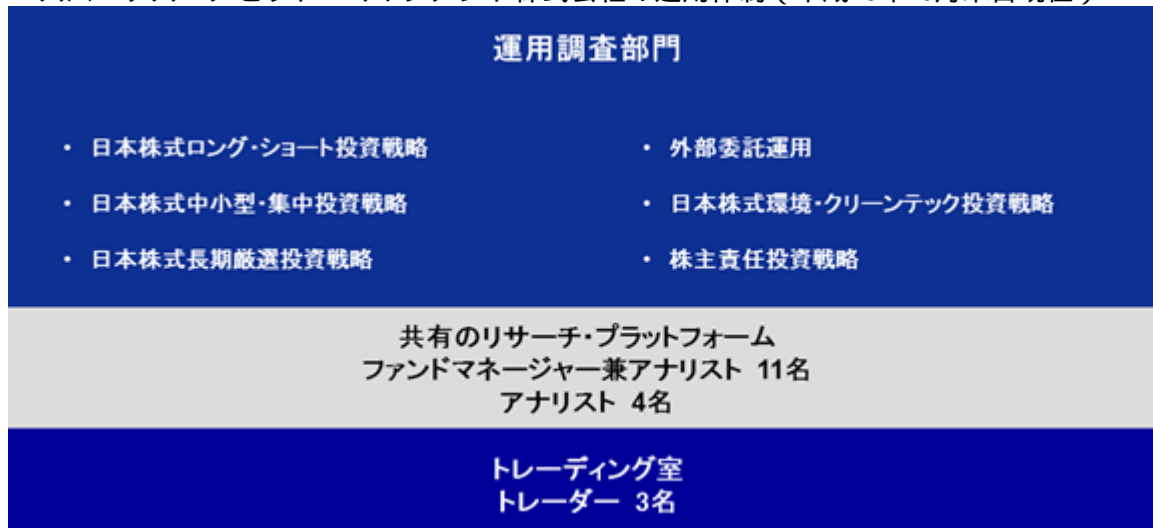 運用調査部門
・ 日本株式ロング・ショート投資戦略
・ 日本株式中小型・集中投資戦略
・ 日本株式長期厳選投資戦略
・ 外部委託運用
・ 日本株式環境・クリーンテック投資戦略
・ 株主責任投資戦略
共有のリサーチ・プラットフォーム
ファンドマネージャー兼アナリスト 11名
アナリスト 4名
トレーディング室
トレーダー 3名